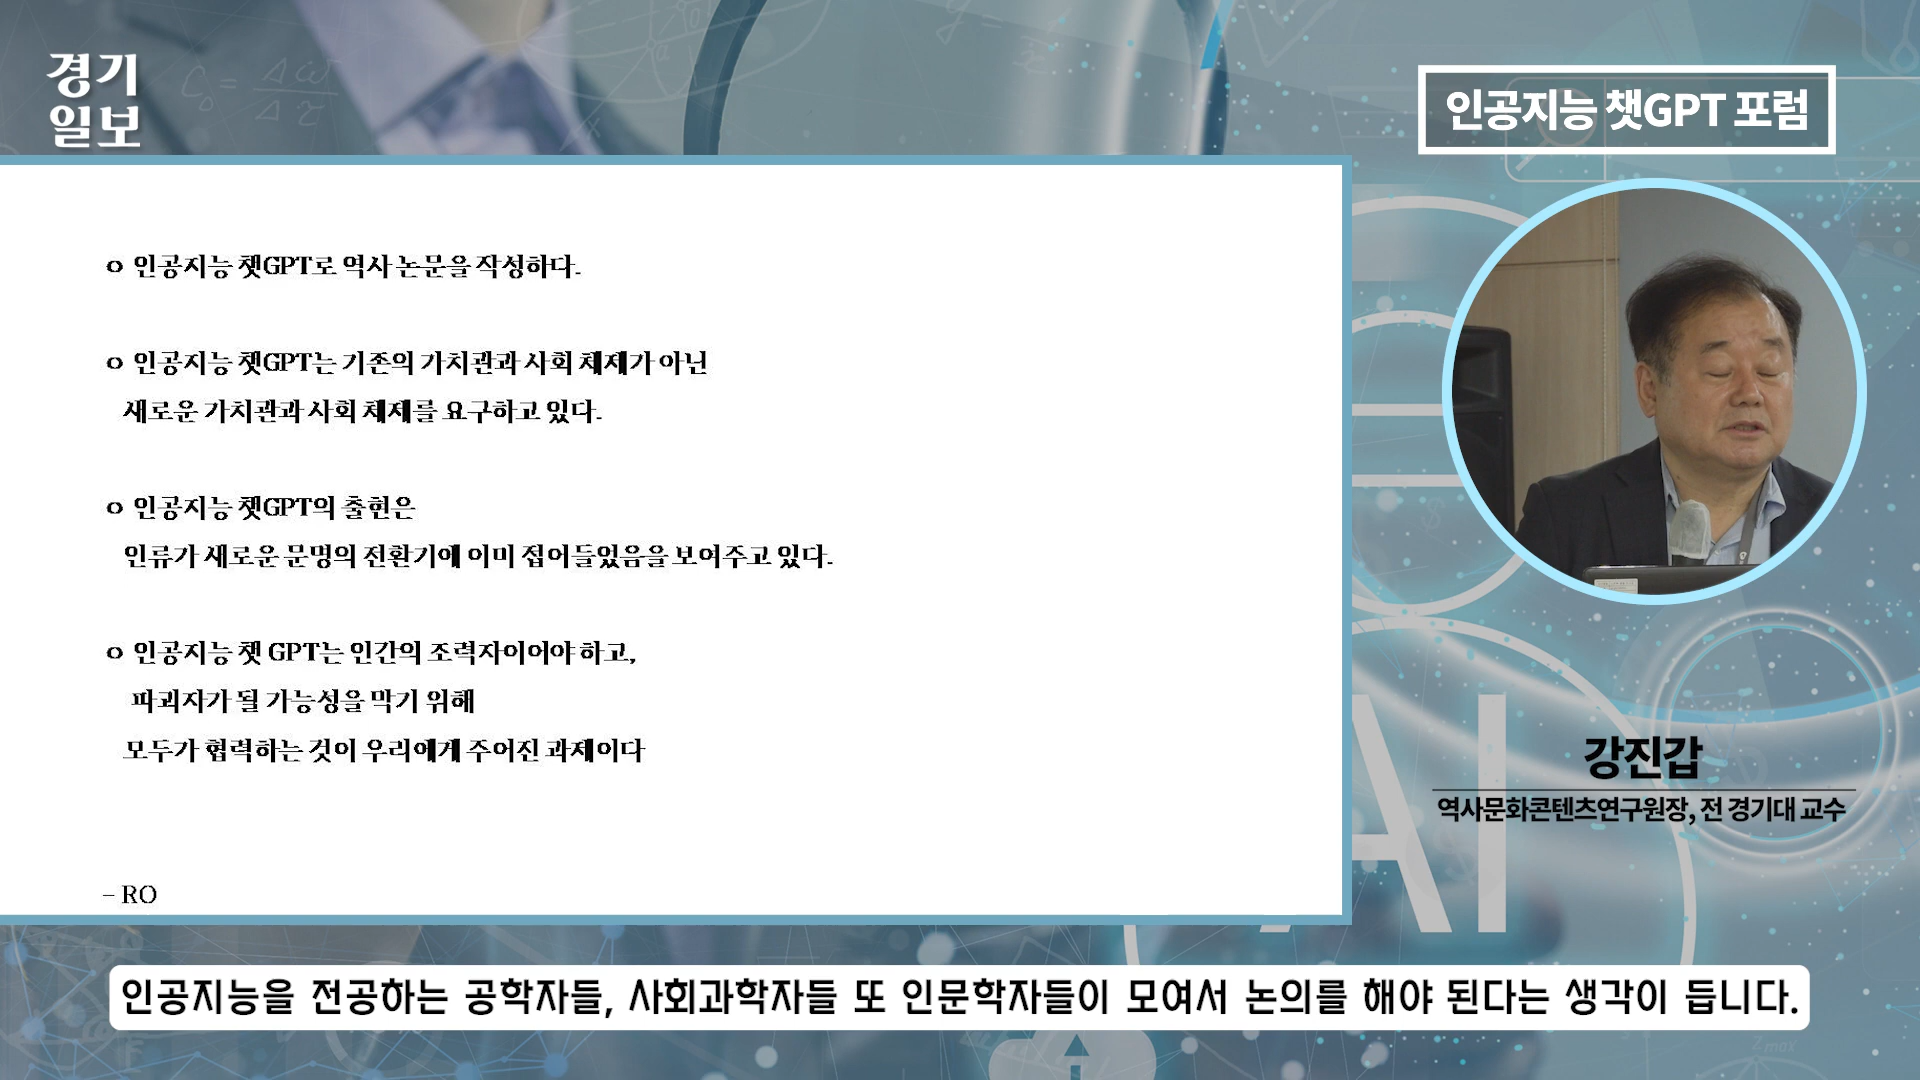 경기
일보
인공지능 챗GPT 포럼
ㅇ 인공지능 챗GPT로 역사 논문을 작성하다.
ㅇ 인공지능 챗GPT는 기존의 가치관과 사회 체제가 아닌
새로운 가치관과 사회 체제를 요구하고 있다.
ㅇ 인공지능 챗GPT의 출현은
인류가 새로운 문명의 전환기에 이미 접어들었음을 보여주고 있다.
ㅇ 인공지능 챗 GPT는 인간의 조력자이어야 하고,
파괴자가 될 가능성을 막기 위해
모두가 협력하는 것이 우리에게 주어진 과제이다
– RO
강진갑
역사문화콘텐츠연구원장, 전 경기대 교수
AI
인공지능을 전공하는 공학자들, 사회과학자들 또 인문학자들이 모여서 논의를 해야 된다는 생각이 듭니다.